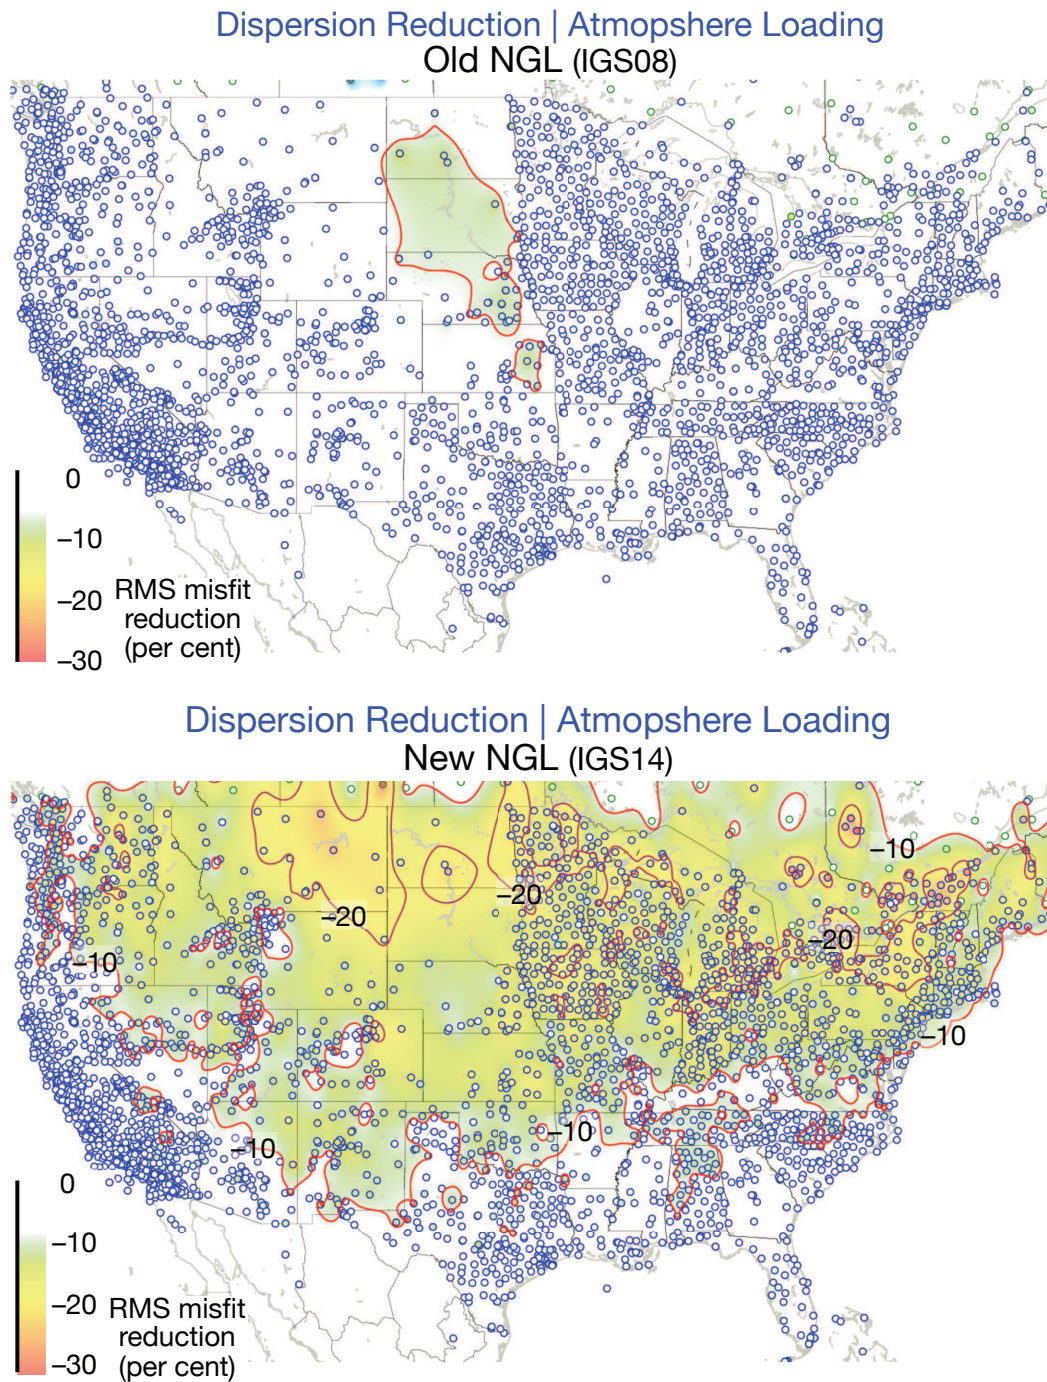 Dispersion Reduction | Atmopshere Loading
Old NGL (IGS08)
0
−10
−20
−30
RMS misfit
reduction
(per cent)
Dispersion Reduction | Atmopshere Loading
New NGL (IGS14)
−10
−20
−20
−20
−10
−10
−10
−10
0
−10
−20
−30
RMS misfit
reduction
(per cent)